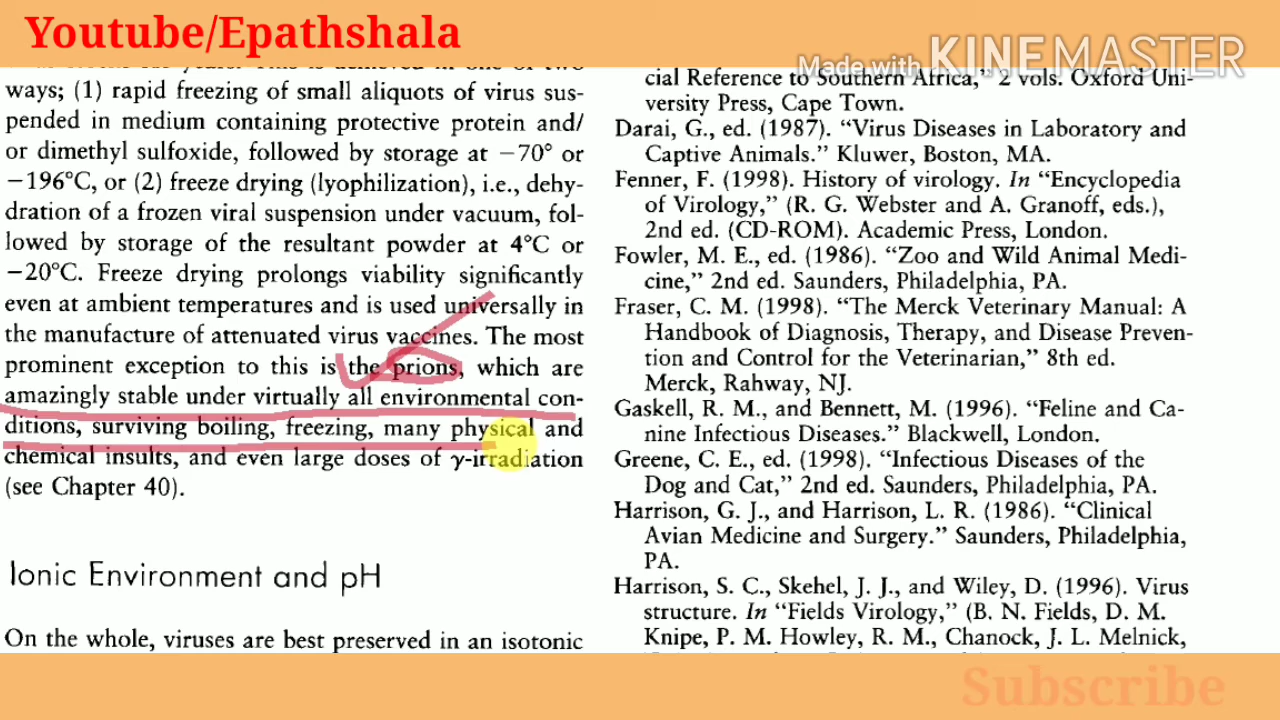 Youtube/Epathshala
Made with KINEMASTER
ways; (1) rapid freezing of small aliquots of virus sus-
pended in medium containing protective protein and/
or dimethyl sulfoxide, followed by storage at −70° or
−196°C, or (2) freeze drying (lyophilization), i.e., dehy-
dration of a frozen viral suspension under vacuum, fol-
lowed by storage of the resultant powder at 4°C or
−20°C. Freeze drying prolongs viability significantly
even at ambient temperatures and is used universally in
the manufacture of attenuated virus vaccines. The most
prominent exception to this is the prions, which are
amazingly stable under virtually all environmental con-
ditions, surviving boiling, freezing, many physical and
chemical insults, and even large doses of γ-irradiation
(see Chapter 40).
Ionic Environment and pH
On the whole, viruses are best preserved in an isotonic
cial Reference to Southern Africa," 2 vols. Oxford Uni-
versity Press, Cape Town.
Darai, G., ed. (1987). "Virus Diseases in Laboratory and
Captive Animals." Kluwer, Boston, MA.
Fenner, F. (1998). History of virology. In "Encyclopedia
of Virology," (R. G. Webster and A. Granoff, eds.),
2nd ed. (CD-ROM). Academic Press, London.
Fowler, M. E., ed. (1986). "Zoo and Wild Animal Medi-
cine," 2nd ed. Saunders, Philadelphia, PA.
Fraser, C. M. (1998). "The Merck Veterinary Manual: A
Handbook of Diagnosis, Therapy, and Disease Preven-
tion and Control for the Veterinarian," 8th ed.
Merck, Rahway, NJ.
Gaskell, R. M., and Bennett, M. (1996). "Feline and Ca-
nine Infectious Diseases." Blackwell, London.
Greene, C. E., ed. (1998). "Infectious Diseases of the
Dog and Cat," 2nd ed. Saunders, Philadelphia, PA.
Harrison, G. J., and Harrison, L. R. (1986). "Clinical
Avian Medicine and Surgery." Saunders, Philadelphia,
PA.
Harrison, S. C., Skehel, J. J., and Wiley, D. (1996). Virus
structure. In "Fields Virology," (B. N. Fields, D. M.
Knipe, P. M. Howley, R. M., Chanock, J. L. Melnick,
Subscribe